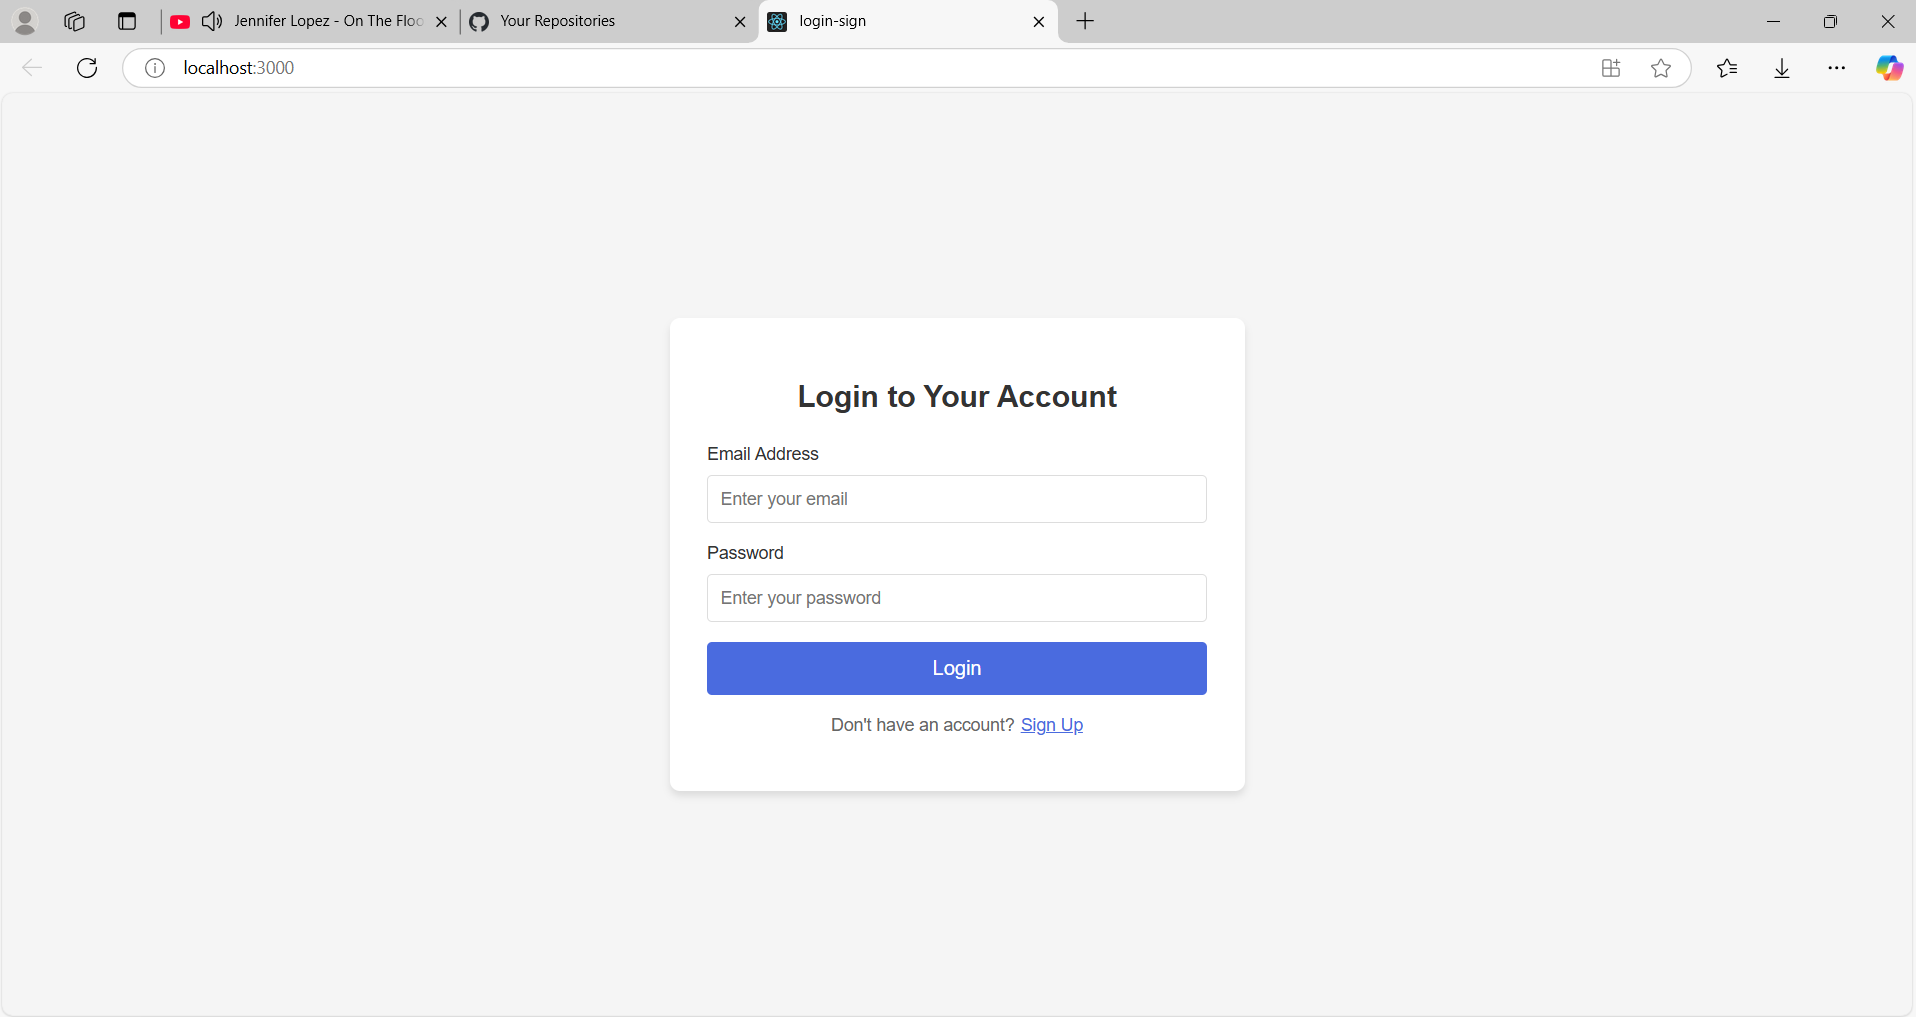 Jennifer Lopez - On The Floo
Your Repositories
login-sign
localhost:3000
Login to Your Account
Email Address
Enter your email
Password
Enter your password
Login
Don't have an account? Sign Up